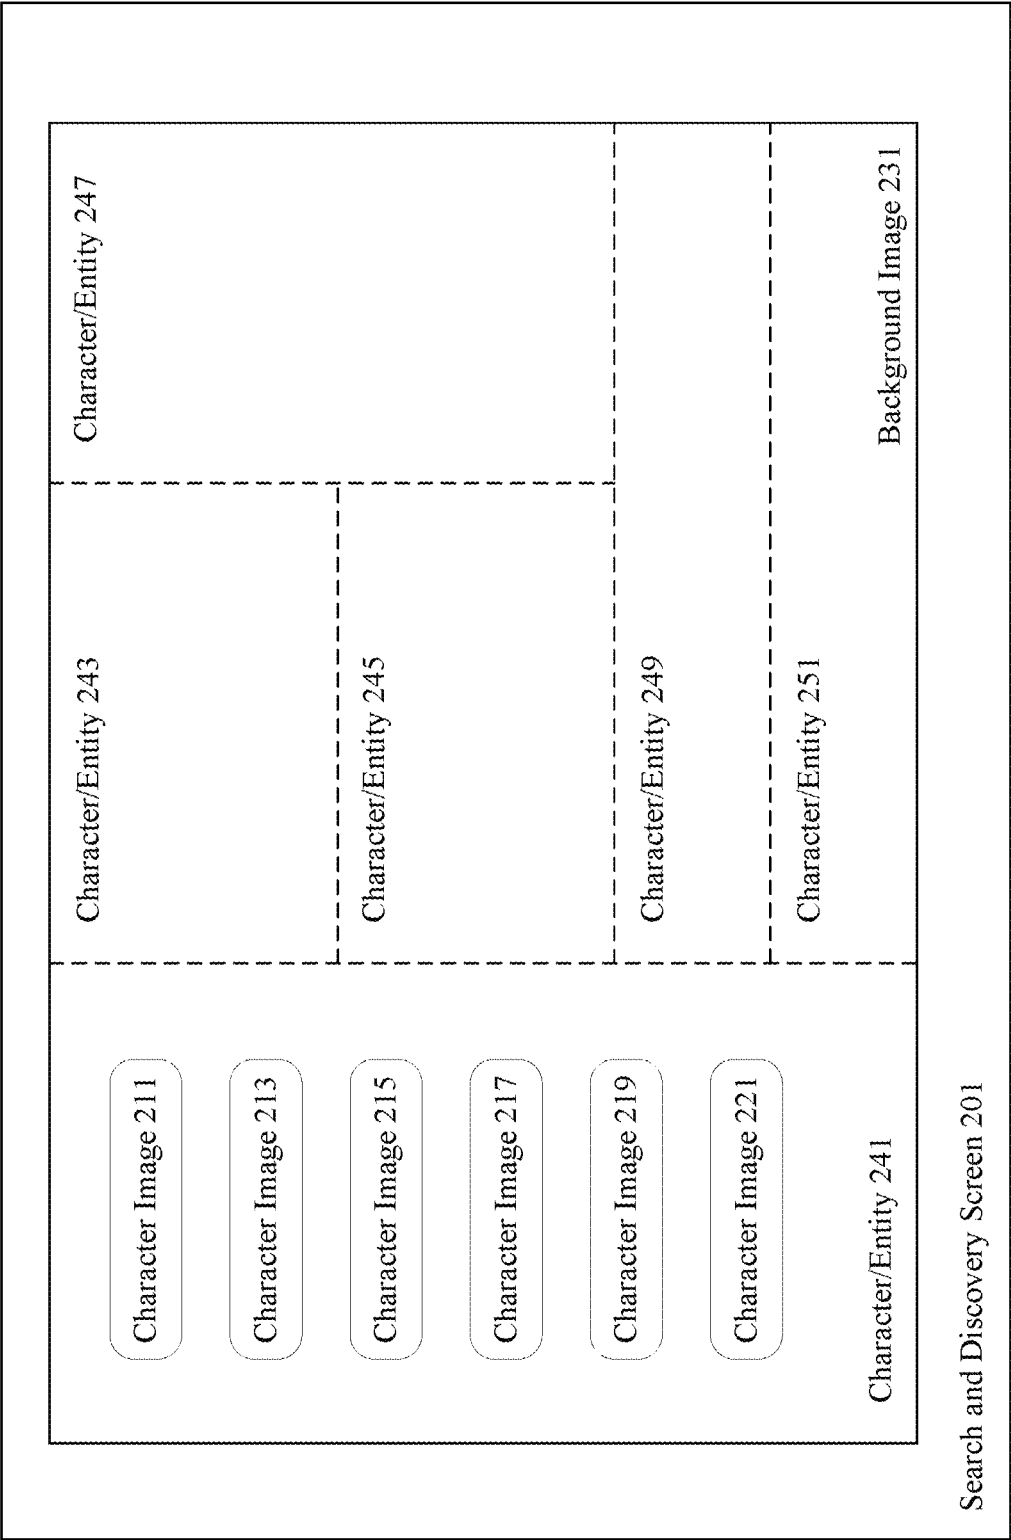 Character Image 211
Character Image 213
Character Image 215
Character Image 217
Character Image 219
Character Image 221
Character/Entity 241
Character/Entity 243
Character/Entity 245
Character/Entity 247
Character/Entity 249
Character/Entity 251
Background Image 231
Search and Discovery Screen 201